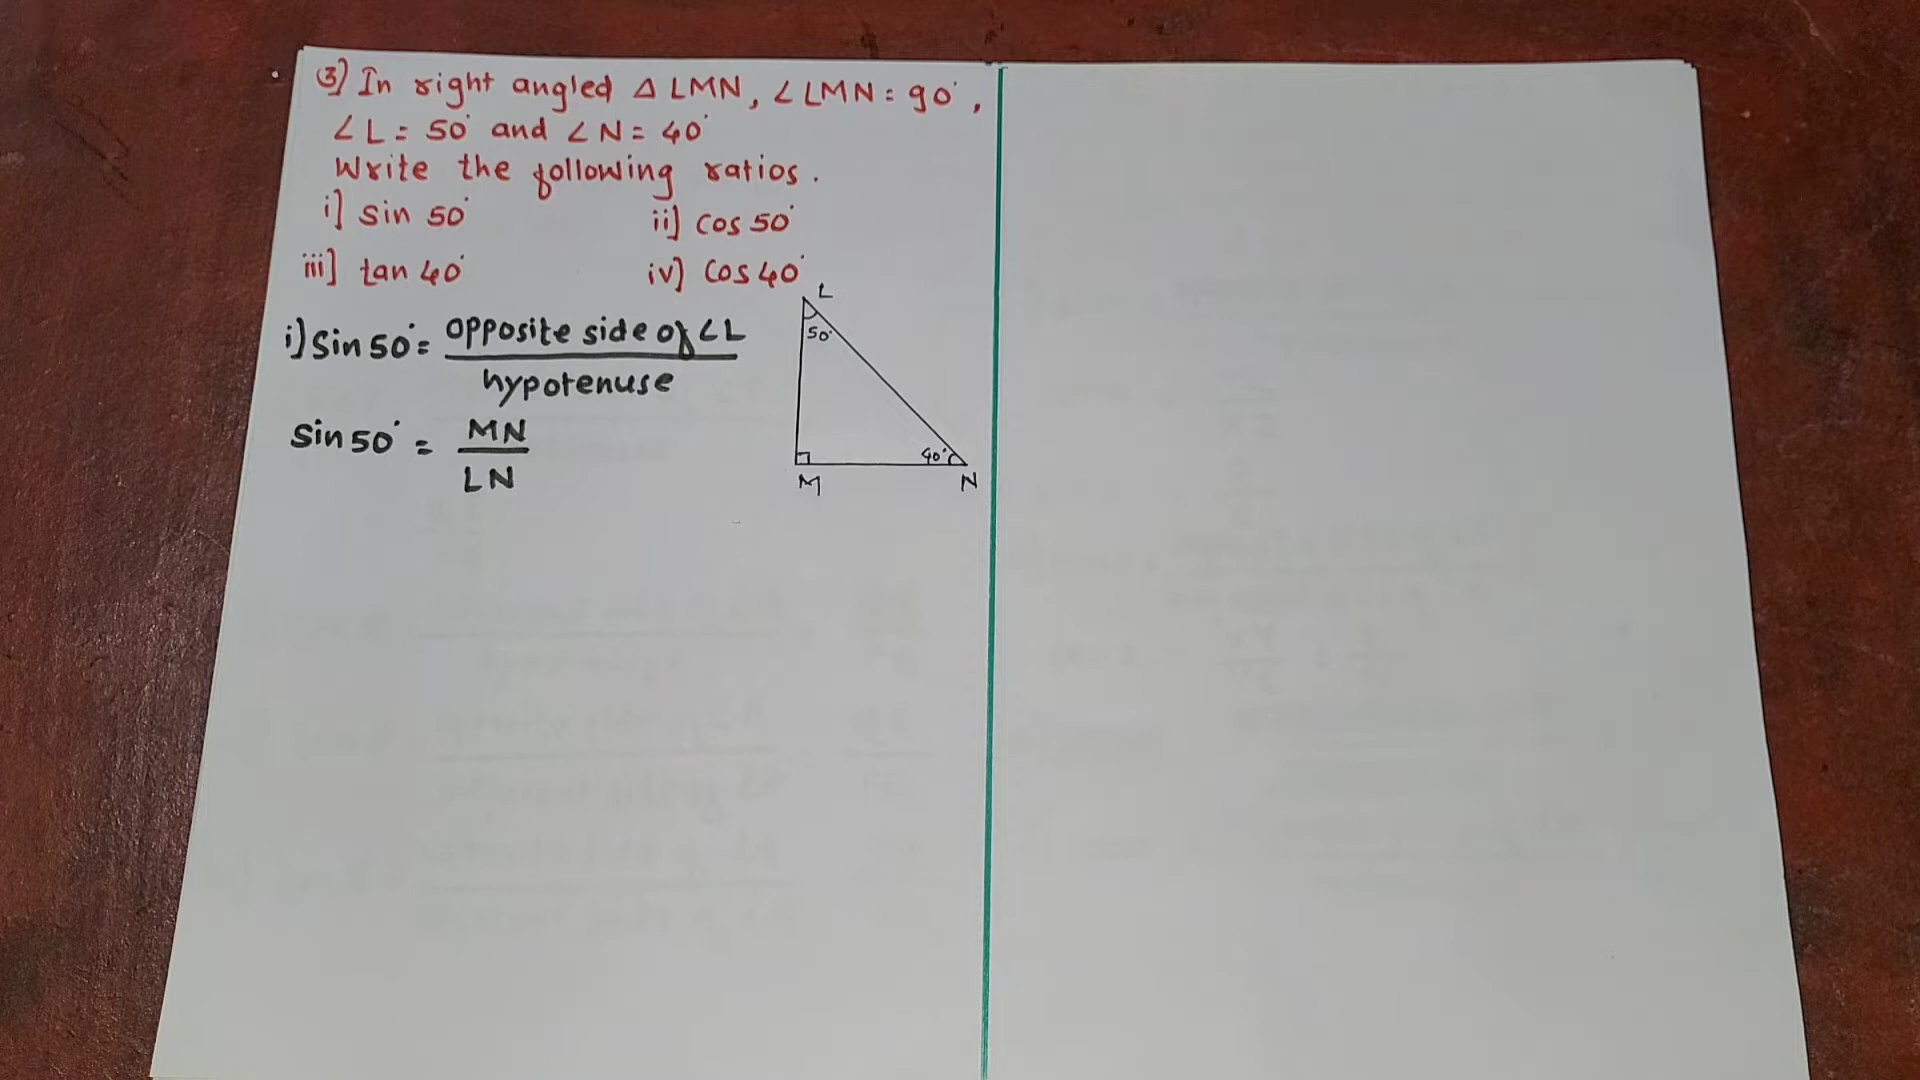 3) In right angled △ LMN, ∠LMN = 90°,
∠L = 50° and ∠N = 40°
Write the following ratios.
i] sin 50° ii] cos 50°
iii] tan 40° iv] cos 40°
i) Sin 50° = opposite side of ∠L
hypotenuse
Sin 50° = MN
LN
L
50°
40°
M N